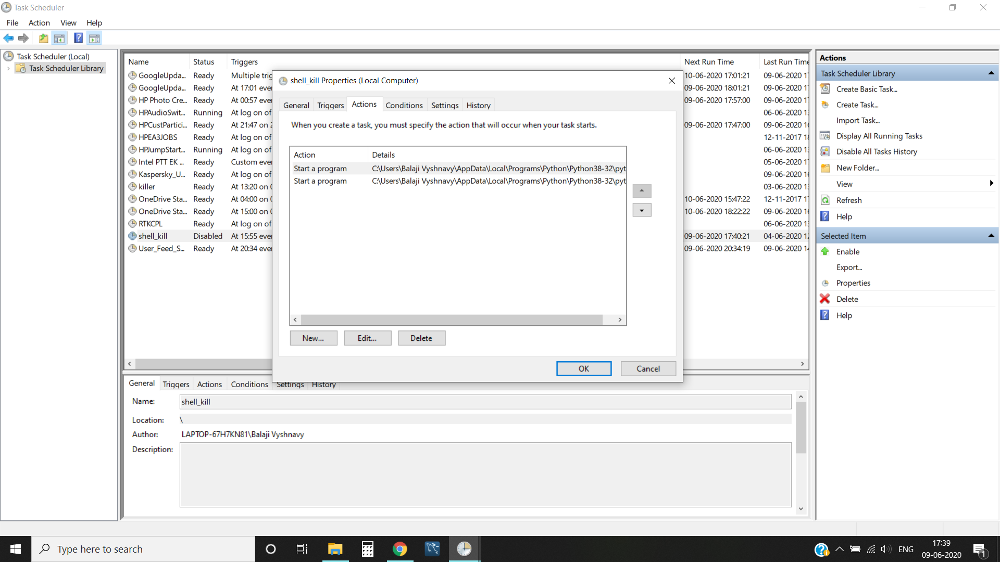 Task Scheduler
File Action View Help
Task Scheduler (Local)
Task Scheduler Library
Name Status Triggers Next Run Time Last Run Time
GoogleUpda... Ready Multiple trig 10-06-2020 17:01:21 09-06-2020 1
GoogleUpda... Ready At 17:01 ever 09-06-2020 18:01:21 09-06-2020 1
HP Photo Cre... Ready At 00:57 ever 09-06-2020 17:57:00 09-06-2020 1
HPAudioSwit... Running At log on of 06-06-2020 1
HPCustPartici... Ready At 21:47 on 2 09-06-2020 17:47:00 09-06-2020 1
HPEA3JOBS Ready At log on of 12-11-2017 1
HPJumpStart... Running At log on of 06-06-2020 1
Intel PTT EK ... Ready Custom ever 05-06-2020 1
Kaspersky_U... Ready At log on of 09-06-2020 1
killer Ready At 13:20 on 0 03-06-2020 1
OneDrive Sta... Ready At 04:00 on 0 10-06-2020 15:47:22 12-11-2017 1
OneDrive Sta... Ready At 15:00 on 0 10-06-2020 18:22:22 09-06-2020 1
RTKCPL Ready At log on of 06-06-2020 1
shell_kill Disabled At 15:55 ever 09-06-2020 17:40:21 04-06-2020 1
User_Feed_S... Ready At 20:34 ever 09-06-2020 20:34:19 09-06-2020 1
shell_kill Properties (Local Computer)
General Triggers Actions Conditions Settings History
When you create a task, you must specify the action that will occur when your task starts.
Action Details
Start a program C:\Users\Balaji Vyshnavy\AppData\Local\Programs\Python\Python38-32\pyt
Start a program C:\Users\Balaji Vyshnavy\AppData\Local\Programs\Python\Python38-32\pyt
New... Edit... Delete
OK Cancel
General Triggers Actions Conditions Settings History
Name: shell_kill
Location: \
Author: LAPTOP-67H7KN81\Balaji Vyshnavy
Description:
Actions
Task Scheduler Library
Create Basic Task...
Create Task...
Import Task...
Display All Running Tasks
Disable All Tasks History
New Folder...
View
Refresh
Help
Selected Item
Enable
Export...
Properties
Delete
Help
Type here to search
ENG
17:39
09-06-2020
1